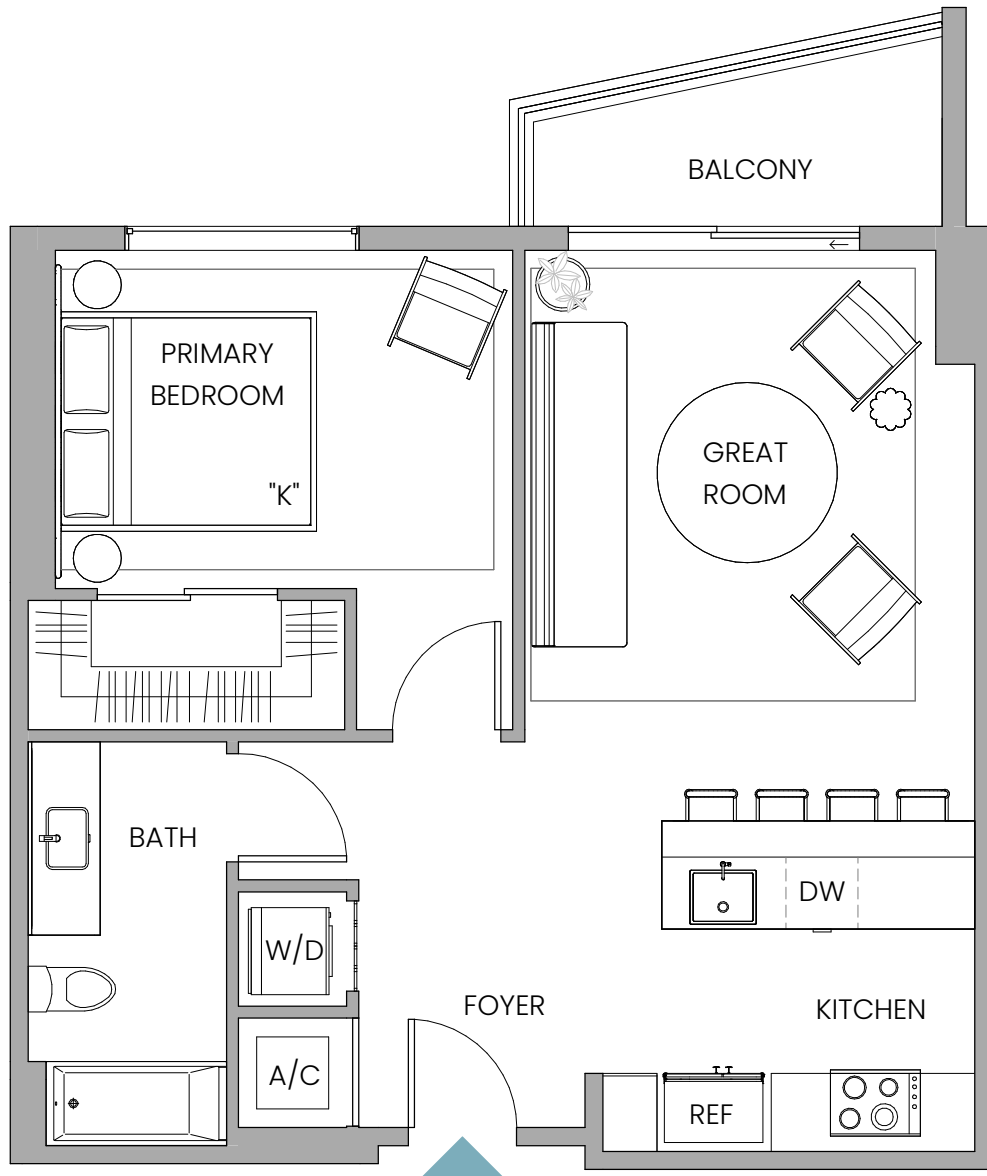 BALCONY
PRIMARY
BEDROOM
"K"
GREAT
ROOM
BATH
DW
W/D
FOYER
KITCHEN
A/C
REF